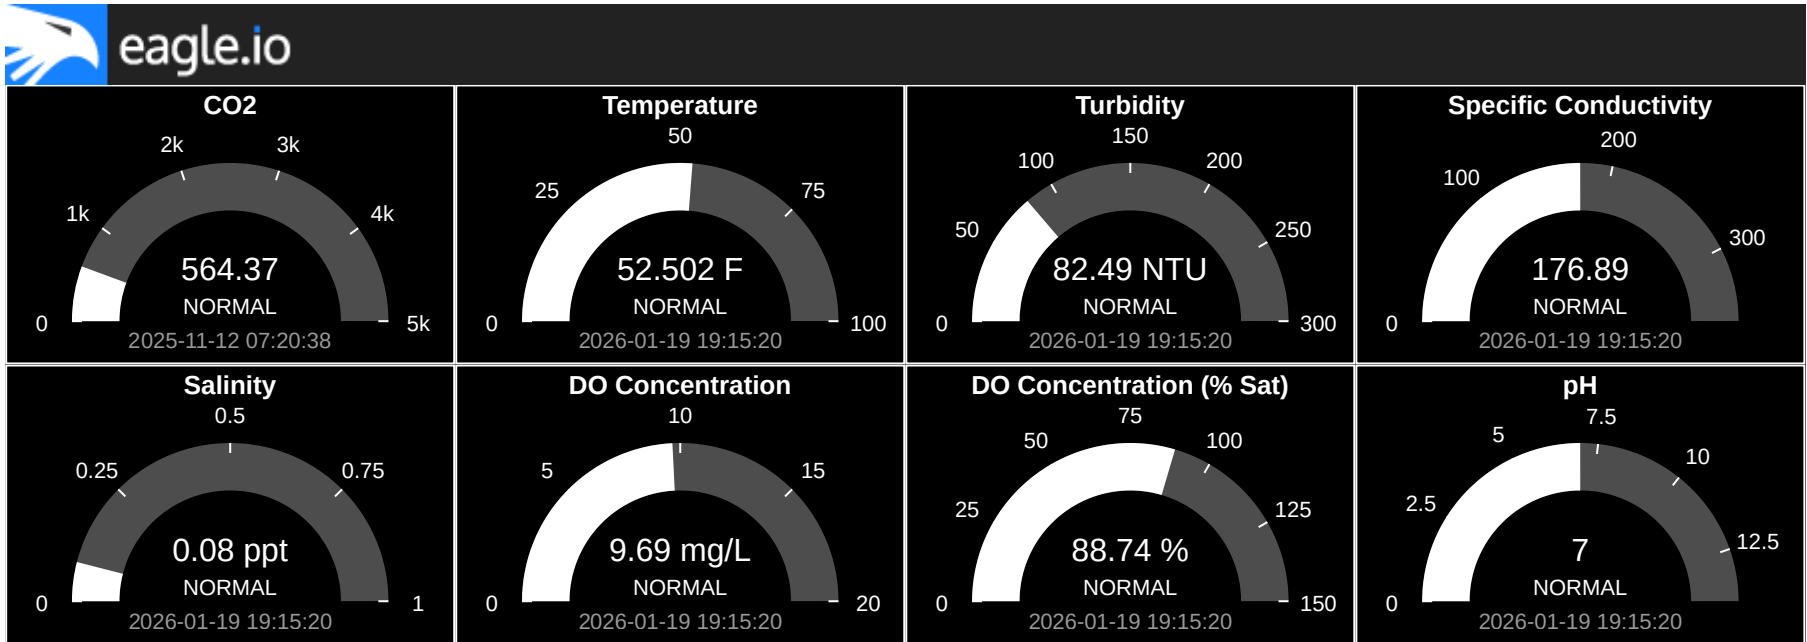 eagle.io
CO2
2k
3k
1k
4k
564.37
NORMAL
0
5k
2025-11-12 07:20:38
Temperature
50
25
75
52.502 F
NORMAL
0
100
2026-01-19 19:15:20
Turbidity
150
100
200
50
250
82.49 NTU
NORMAL
0
300
2026-01-19 19:15:20
Specific Conductivity
200
100
300
176.89
NORMAL
0
2026-01-19 19:15:20
Salinity
0.5
0.25
0.75
0.08 ppt
NORMAL
0
1
2026-01-19 19:15:20
DO Concentration
10
5
15
9.69 mg/L
NORMAL
0
20
2026-01-19 19:15:20
DO Concentration (% Sat)
75
50
100
25
125
88.74 %
NORMAL
0
150
2026-01-19 19:15:20
pH
7.5
5
10
2.5
12.5
7
NORMAL
0
2026-01-19 19:15:20